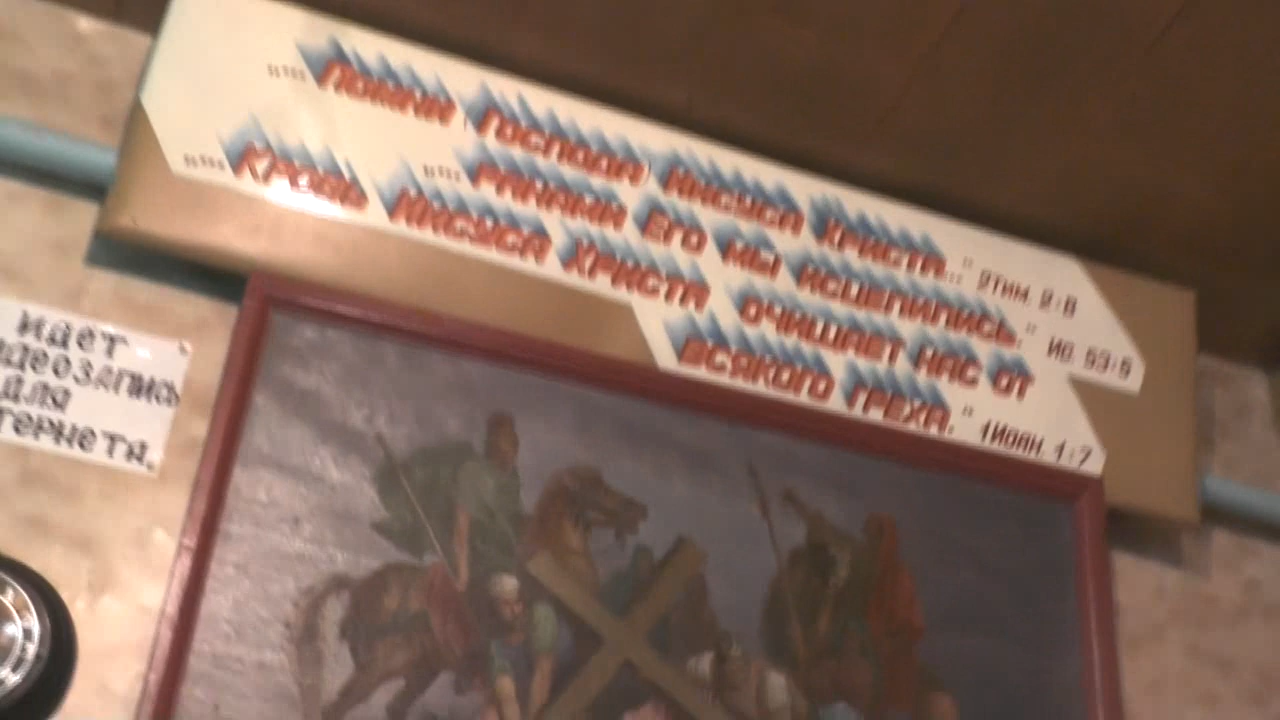 "... Помни Господа Иисуса Христа... " 2Тим. 2:8
"... Ранами Его мы исцелились. " Ис 53:5
"... Кровь Иисуса Христа очищает нас от
всякого греха. " 1Иоан. 1:7
идет
идеозапись
для
тернета.